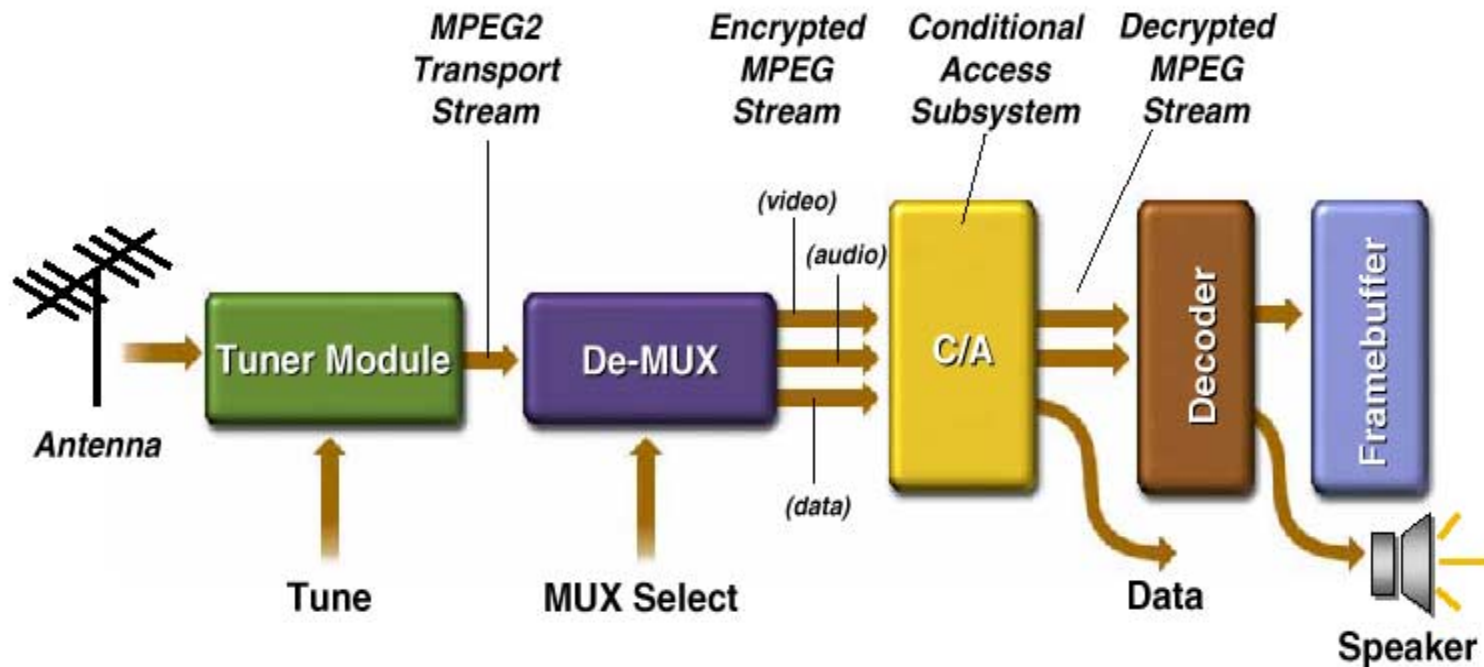 MPEG2
Transport
Stream
Encrypted
MPEG
Stream
Conditional
Access
Subsystem
Decrypted
MPEG
Stream
(video)
(audio)
(data)
Antenna
Tuner Module
De-MUX
C/A
Decoder
Framebuffer
Tune
MUX Select
Data
Speaker